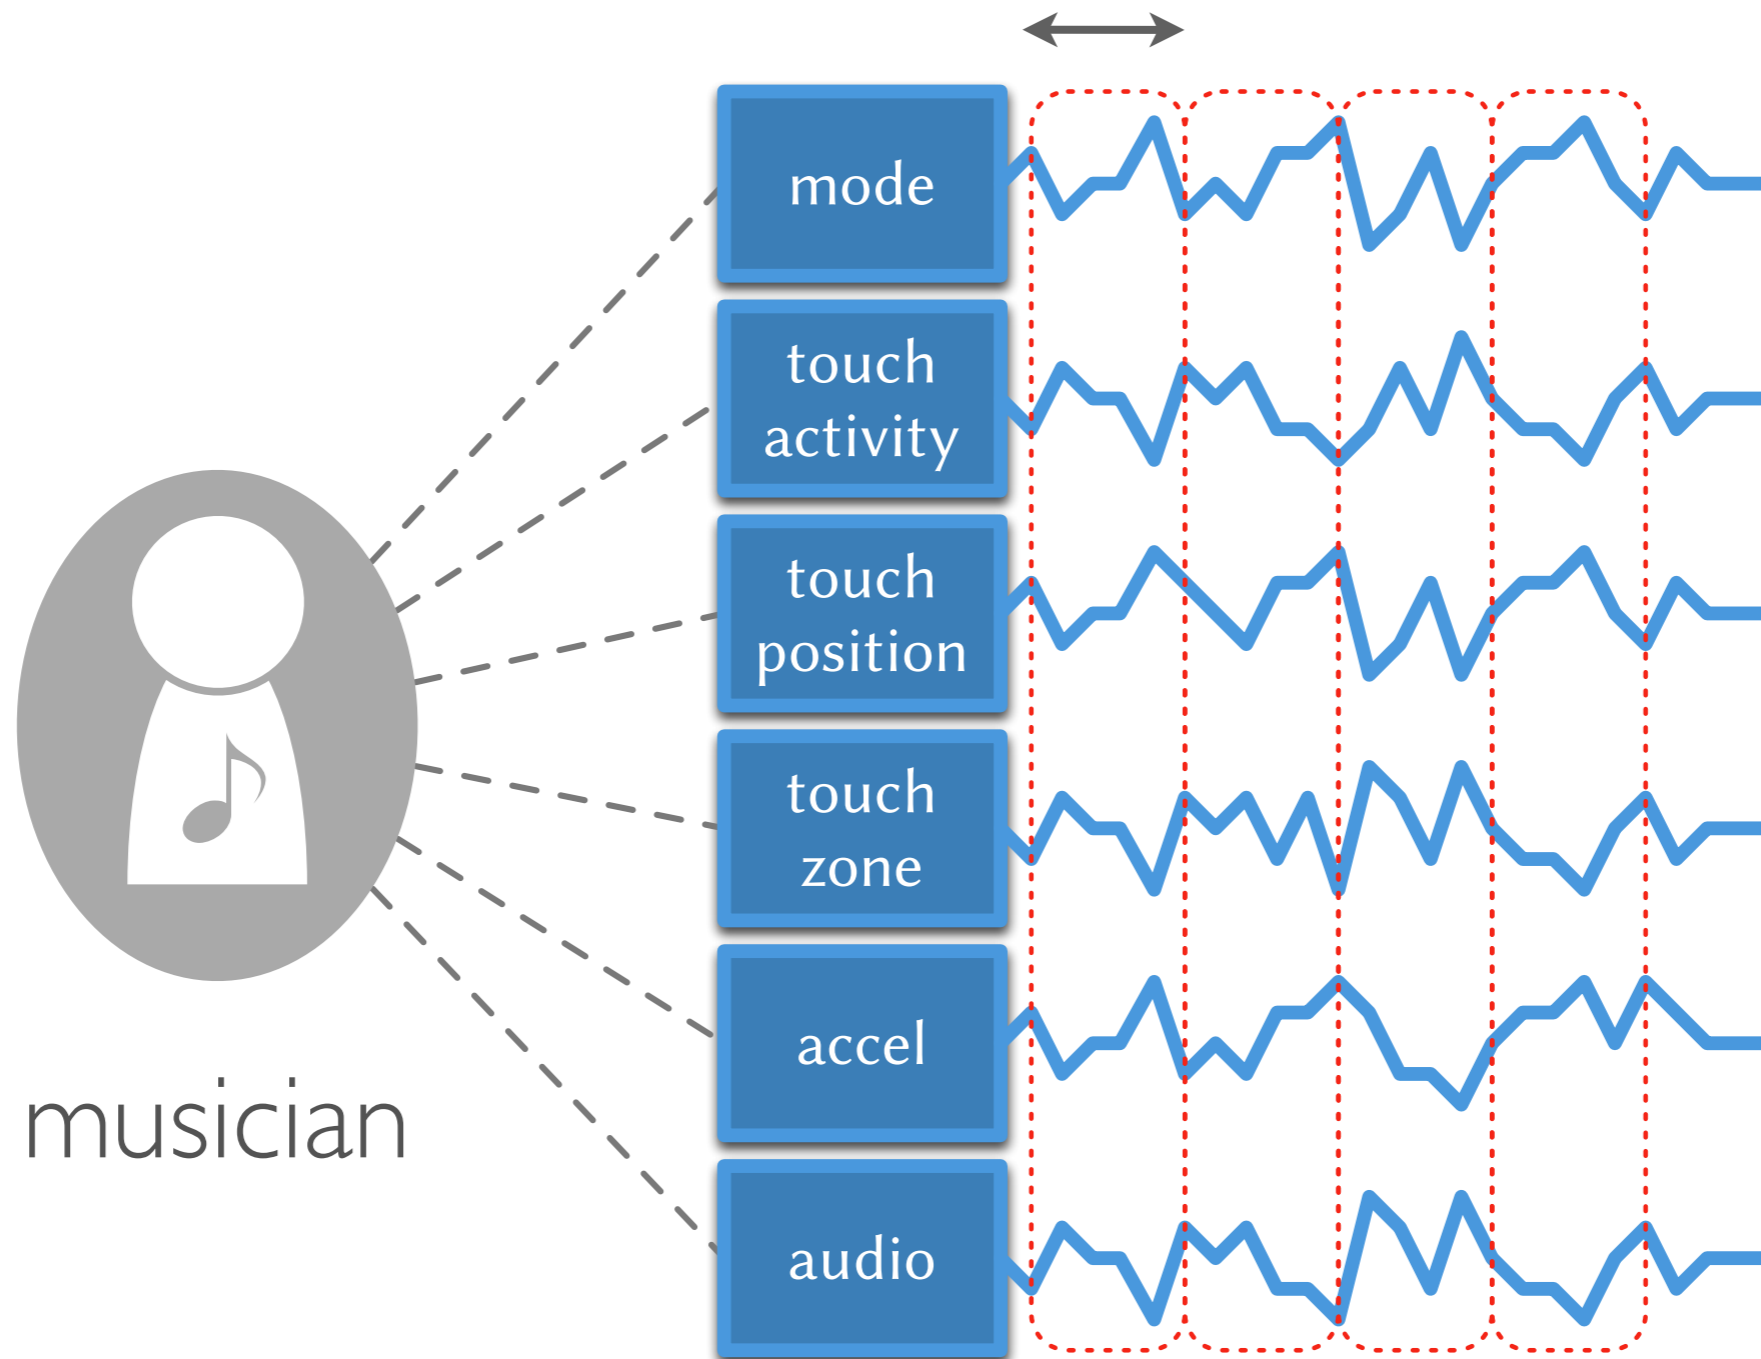 mode
touch
activity
touch
position
touch
zone
accel
audio
musician